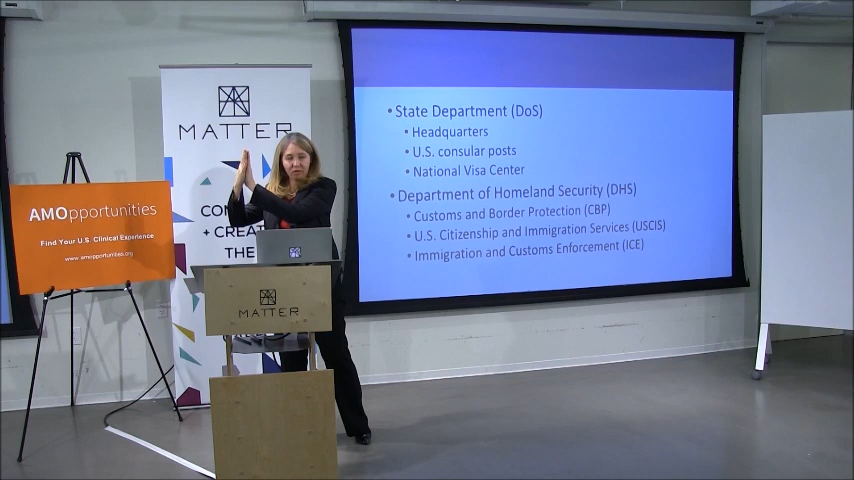 • State Department (DoS)
• Headquarters
• U.S. consular posts
• National Visa Center
• Department of Homeland Security (DHS)
• Customs and Border Protection (CBP)
• U.S. Citizenship and Immigration Services (USCIS)
• Immigration and Customs Enforcement (ICE)
MATTER
+ CREAT
THE
AMOpportunities
Find Your U.S. Clinical Experience
www.amopportunities.org
MATTER